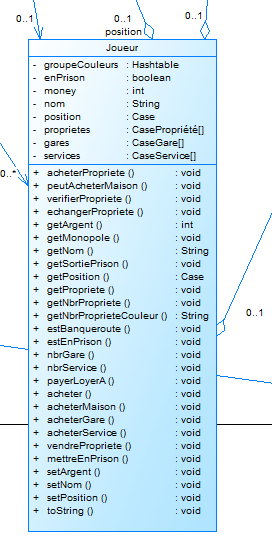 0..1
0..1
0..1
position
Joueur
- groupeCouleurs : Hashtable
- enPrison : boolean
- money : int
- nom : String
- position : Case
- proprietes : CasePropriété[]
- gares : CaseGare[]
- services : CaseService[]
0..*
+ acheterPropriete () : void
+ peutAcheterMaison () : void
+ verifierPropriete () : void
+ echangerPropriete () : void
+ getArgent () : int
+ getMonopole () : void
+ getNom () : String
+ getSortiePrison () : void
+ getPosition () : Case
+ getPropriete () : void
+ getNbrPropriete () : void
+ getNbrProprieteCouleur () : String
0..1
+ estBanqueroute () : void
+ estEnPrison () : void
+ nbrGare () : void
+ nbrService () : void
+ payerLoyerA () : void
+ acheter () : void
+ acheterMaison () : void
+ acheterGare () : void
+ acheterService () : void
+ vendrePropriete () : void
+ mettreEnPrison () : void
+ setArgent () : void
+ setNom () : void
+ setPosition () : void
+ toString () : void